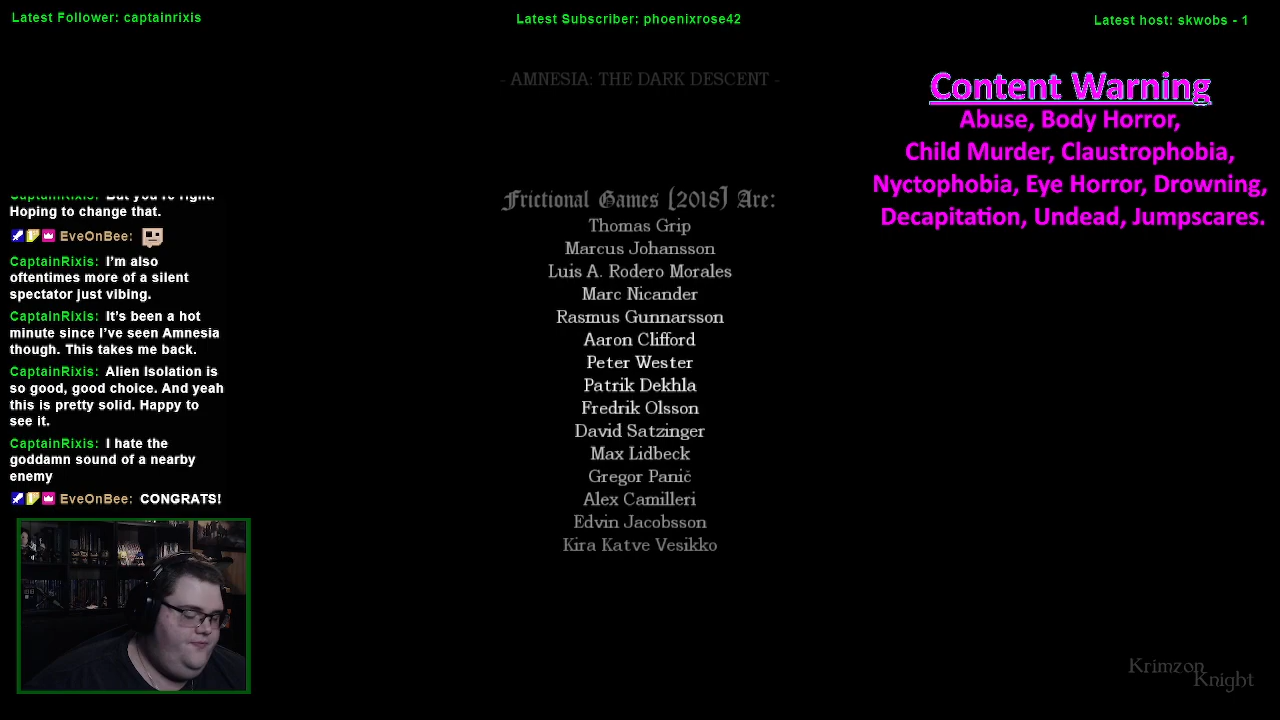 Latest Follower: captainrixis
Latest Subscriber: phoenixrose42
Latest host: skwobs - 1
- AMNESIA: THE DARK DESCENT -
Content Warning
Abuse, Body Horror,
Child Murder, Claustrophobia,
Nyctophobia, Eye Horror, Drowning,
Decapitation, Undead, Jumpscares.
CaptainRixis: But you're right.
Hoping to change that.
EveOnBee:
CaptainRixis: I'm also
oftentimes more of a silent
spectator just vibing.
CaptainRixis: It's been a hot
minute since I've seen Amnesia
though. This takes me back.
CaptainRixis: Alien Isolation is
so good, good choice. And yeah
this is pretty solid. Happy to
see it.
CaptainRixis: I hate the
goddamn sound of a nearby
enemy
EveOnBee: CONGRATS!
Frictional Games [2018] Are:
Thomas Grip
Marcus Johansson
Luis A. Rodero Morales
Marc Nicander
Rasmus Gunnarsson
Aaron Clifford
Peter Wester
Patrik Dekhla
Fredrik Olsson
David Satzinger
Max Lidbeck
Gregor Panič
Alex Camilleri
Edvin Jacobsson
Kira Katve Vesikko
Krimzon
Knight